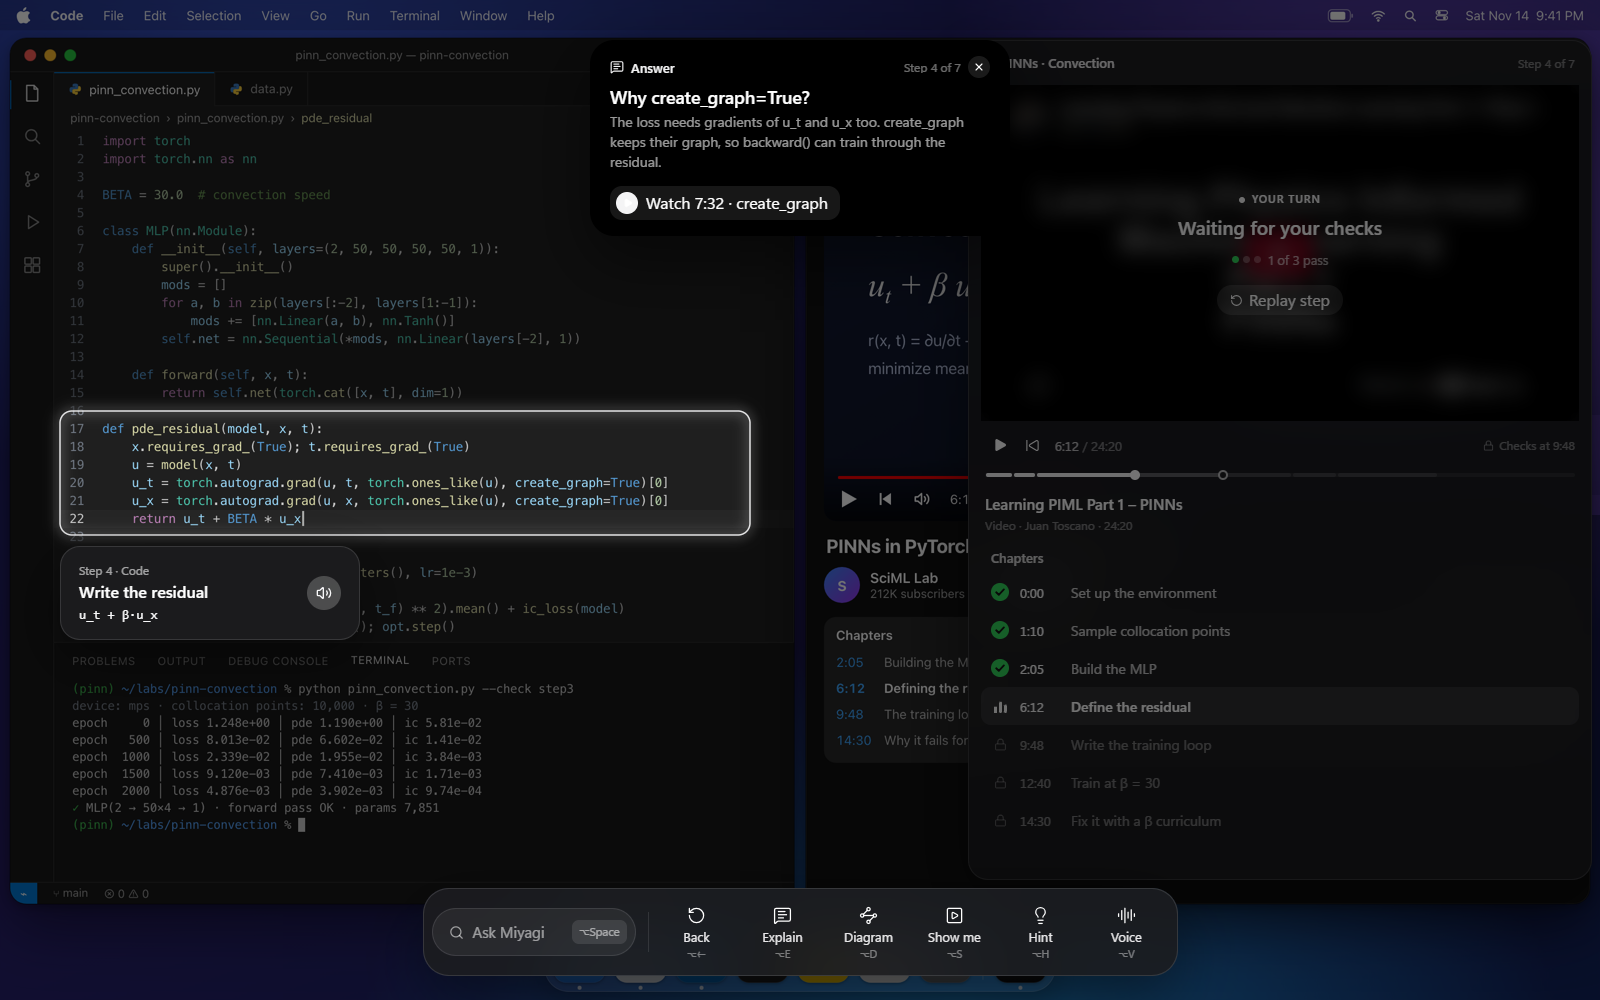 Code File Edit Selection View Go Run Terminal Window Help
Sat Nov 14 9:41 PM
pinn_convection.py — pinn-convection
pinn_convection.py
data.py
pinn-convection › pinn_convection.py › pde_residual
1 import torch
2 import torch.nn as nn
3
4 BETA = 30.0 # convection speed
5
6 class MLP(nn.Module):
7 def __init__(self, layers=(2, 50, 50, 50, 50, 1)):
8 super().__init__()
9 mods = []
10 for a, b in zip(layers[:-2], layers[1:-1]):
11 mods += [nn.Linear(a, b), nn.Tanh()]
12 self.net = nn.Sequential(*mods, nn.Linear(layers[-2], 1))
13
14 def forward(self, x, t):
15 return self.net(torch.cat([x, t], dim=1))
16
17 def pde_residual(model, x, t):
18 x.requires_grad_(True); t.requires_grad_(True)
19 u = model(x, t)
20 u_t = torch.autograd.grad(u, t, torch.ones_like(u), create_graph=True)[0]
21 u_x = torch.autograd.grad(u, x, torch.ones_like(u), create_graph=True)[0]
22 return u_t + BETA * u_x
23
ters(), lr=1e-3)
, t_f) ** 2).mean() + ic_loss(model)
); opt.step()
Step 4 · Code
Write the residual
u_t + β·u_x
PROBLEMS OUTPUT DEBUG CONSOLE TERMINAL PORTS
(pinn) ~/labs/pinn-convection % python pinn_convection.py --check step3
device: mps · collocation points: 10,000 · β = 30
epoch 0 | loss 1.248e+00 | pde 1.190e+00 | ic 5.81e-02
epoch 500 | loss 8.013e-02 | pde 6.602e-02 | ic 1.41e-02
epoch 1000 | loss 2.339e-02 | pde 1.955e-02 | ic 3.84e-03
epoch 1500 | loss 9.120e-03 | pde 7.410e-03 | ic 1.71e-03
epoch 2000 | loss 4.876e-03 | pde 3.902e-03 | ic 9.74e-04
✓ MLP(2 → 50×4 → 1) · forward pass OK · params 7,851
(pinn) ~/labs/pinn-convection %
main 0 0
Answer
Step 4 of 7
Why create_graph=True?
The loss needs gradients of u_t and u_x too. create_graph
keeps their graph, so backward() can train through the
residual.
Watch 7:32 · create_graph
u_t + β u
r(x, t) = ∂u/∂t
minimize mea
6:1
PINNs in PyTorc
S
SciML Lab
212K subscribers
Chapters
2:05 Building the M
6:12 Defining the r
9:48 The training lo
14:30 Why it fails for
INNs · Convection
Step 4 of 7
YOUR TURN
Waiting for your checks
1 of 3 pass
Replay step
6:12 / 24:20
Checks at 9:48
Learning PIML Part 1 – PINNs
Video · Juan Toscano · 24:20
Chapters
0:00 Set up the environment
1:10 Sample collocation points
2:05 Build the MLP
6:12 Define the residual
9:48 Write the training loop
12:40 Train at β = 30
14:30 Fix it with a β curriculum
Ask Miyagi ⌥Space
Back ⌥←
Explain ⌥E
Diagram ⌥D
Show me ⌥S
Hint ⌥H
Voice ⌥V